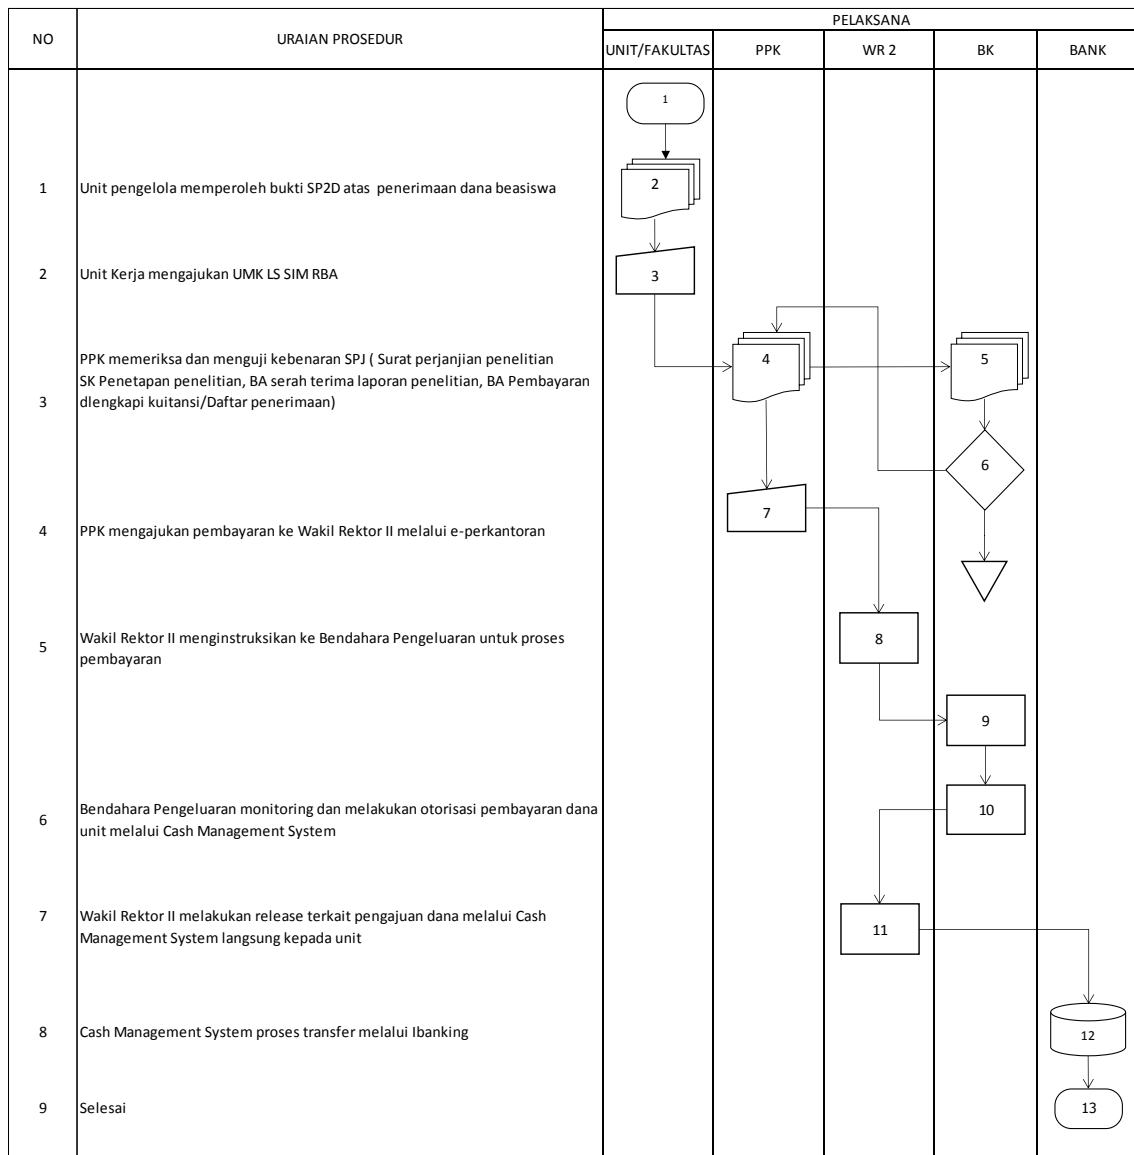 NO
URAIAN PROSEDUR
PELAKSANA
UNIT/FAKULTAS
PPK
WR 2
BK
BANK
1
1
Unit pengelola memperoleh bukti SP2D atas  penerimaan dana beasiswa
2
2
Unit Kerja mengajukan UMK LS SIM RBA
3
3
PPK memeriksa dan menguji kebenaran SPJ ( Surat perjanjian penelitian
SK Penetapan penelitian, BA serah terima laporan penelitian, BA Pembayaran
dlengkapi kuitansi/Daftar penerimaan)
4
5
6
4
PPK mengajukan pembayaran ke Wakil Rektor II melalui e-perkantoran
7
5
Wakil Rektor II menginstruksikan ke Bendahara Pengeluaran untuk proses
pembayaran
8
9
6
Bendahara Pengeluaran monitoring dan melakukan otorisasi pembayaran dana
unit melalui Cash Management System
10
7
Wakil Rektor II melakukan release terkait pengajuan dana melalui Cash
Management System langsung kepada unit
11
8
Cash Management System proses transfer melalui Ibanking
12
9
Selesai
13